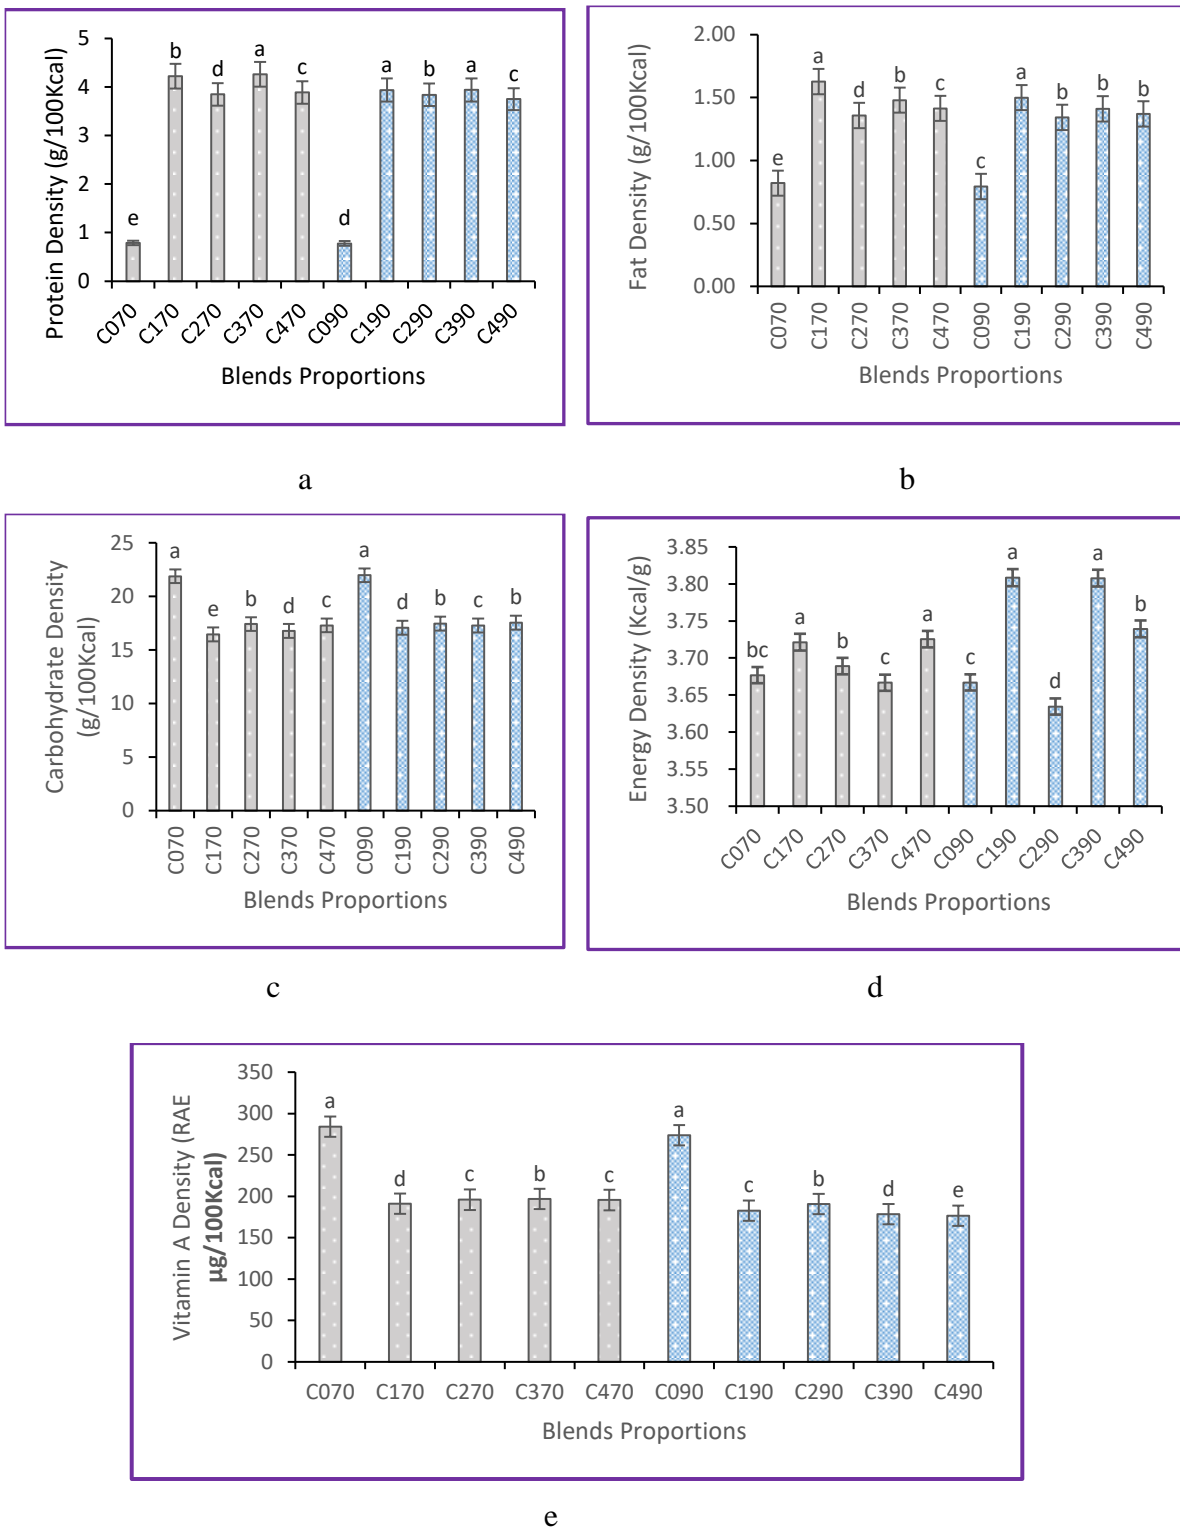 Protein Density (g/100Kcal)
5
4
3
2
1
0
e
b
d
a
c
d
a
b
a
c
C070
C170
C270
C370
C470
C090
C190
C290
C390
C490
Blends Proportions
a
Fat Density (g/100Kcal)
2.00
1.50
1.00
0.50
0.00
e
a
d
b
c
c
a
b
b
b
C070
C170
C270
C370
C470
C090
C190
C290
C390
C490
Blends Proportions
b
Carbohydrate Density
(g/100Kcal)
25
20
15
10
5
0
a
e
b
d
c
a
d
b
c
b
C070
C170
C270
C370
C470
C090
C190
C290
C390
C490
Blends Proportions
c
Energy Density (Kcal/g)
3.85
3.80
3.75
3.70
3.65
3.60
3.55
3.50
bc
a
b
c
a
c
a
d
a
b
C070
C170
C270
C370
C470
C090
C190
C290
C390
C490
Blends Proportions
d
Vitamin A Density (RAE
µg/100Kcal)
350
300
250
200
150
100
50
0
a
d
c
b
c
a
c
b
d
e
C070
C170
C270
C370
C470
C090
C190
C290
C390
C490
Blends Proportions
e